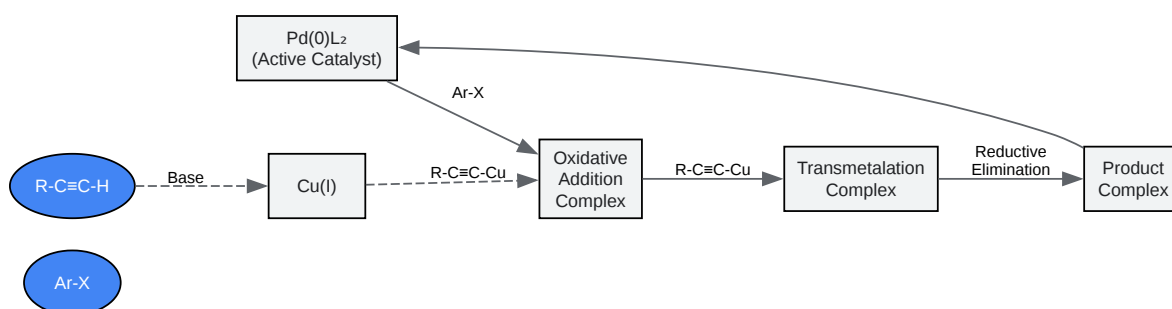 Pd(0)L₂
(Active Catalyst)
Ar-X
R-C≡C-H
Base
Cu(I)
R-C≡C-Cu
Oxidative
Addition
Complex
R-C≡C-Cu
Transmetalation
Complex
Reductive
Elimination
Product
Complex
Ar-X